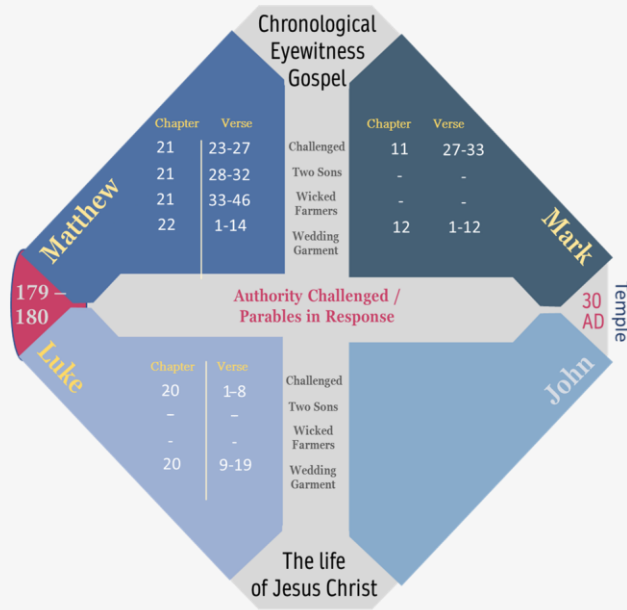 Chronological
Eyewitness
Gospel
Matthew
Chapter Verse
21 23-27
21 28-32
21 33-46
22 1-14
Challenged
Two Sons
Wicked
Farmers
Wedding
Garment
Chapter Verse
11 27-33
- -
- -
12 1-12
Mark
179 –
180
Authority Challenged /
Parables in Response
30
AD
Temple
Luke
Chapter Verse
20 1-8
– –
- -
20 9-19
Challenged
Two Sons
Wicked
Farmers
Wedding
Garment
John
The life
of Jesus Christ